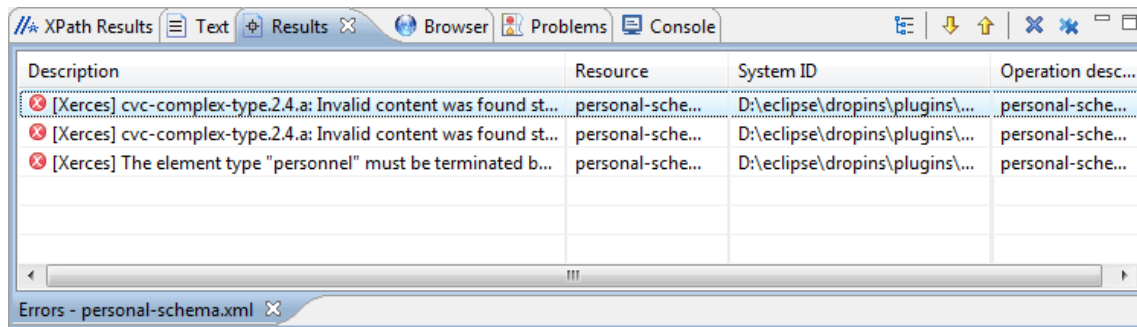 XPath Results Text Results Browser Problems Console
Description Resource System ID Operation desc...
[Xerces] cvc-complex-type.2.4.a: Invalid content was found st... personal-sche... D:\eclipse\dropins\plugins\... personal-sche...
[Xerces] cvc-complex-type.2.4.a: Invalid content was found st... personal-sche... D:\eclipse\dropins\plugins\... personal-sche...
[Xerces] The element type "personnel" must be terminated b... personal-sche... D:\eclipse\dropins\plugins\... personal-sche...
Errors - personal-schema.xml